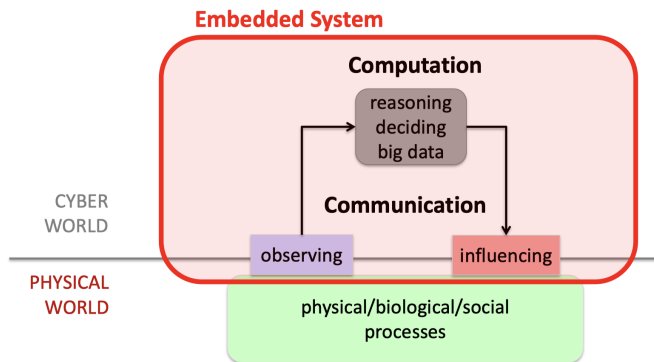 Embedded System
Computation
reasoning
deciding
big data
CYBER
WORLD
Communication
observing
influencing
PHYSICAL
WORLD
physical/biological/social
processes